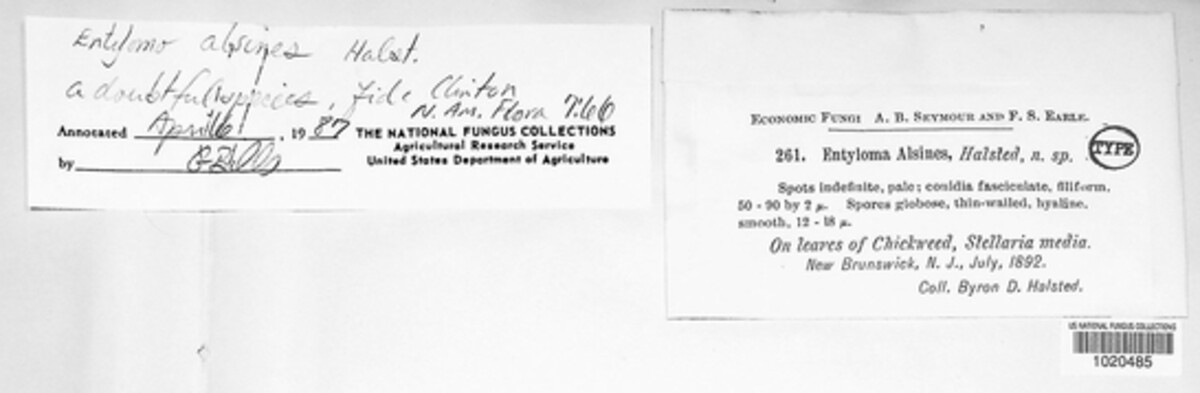 Entyloma alsines Halst.
a doubtful species, fide Clinton
N. Am. Flora 7:66
Annotated April 61, 1987 THE NATIONAL FUNGUS COLLECTIONS
Agricultural Research Service
by G Bills United States Department of Agriculture
ECONOMIC FUNGI A. B. SEYMOUR AND F. S. EARLE.
261. Entyloma Alsines, Halsted, n. sp. TYPE
Spots indefinite, pale; conidia fasciculate, filiform,
50 - 90 by 2 µ. Spores globose, thin-walled, hyaline,
smooth, 12 - 18 µ.
On leaves of Chickweed, Stellaria media.
New Brunswick, N. J., July, 1892.
Coll. Byron D. Halsted.
US NATIONAL FUNGUS COLLECTIONS
1020485